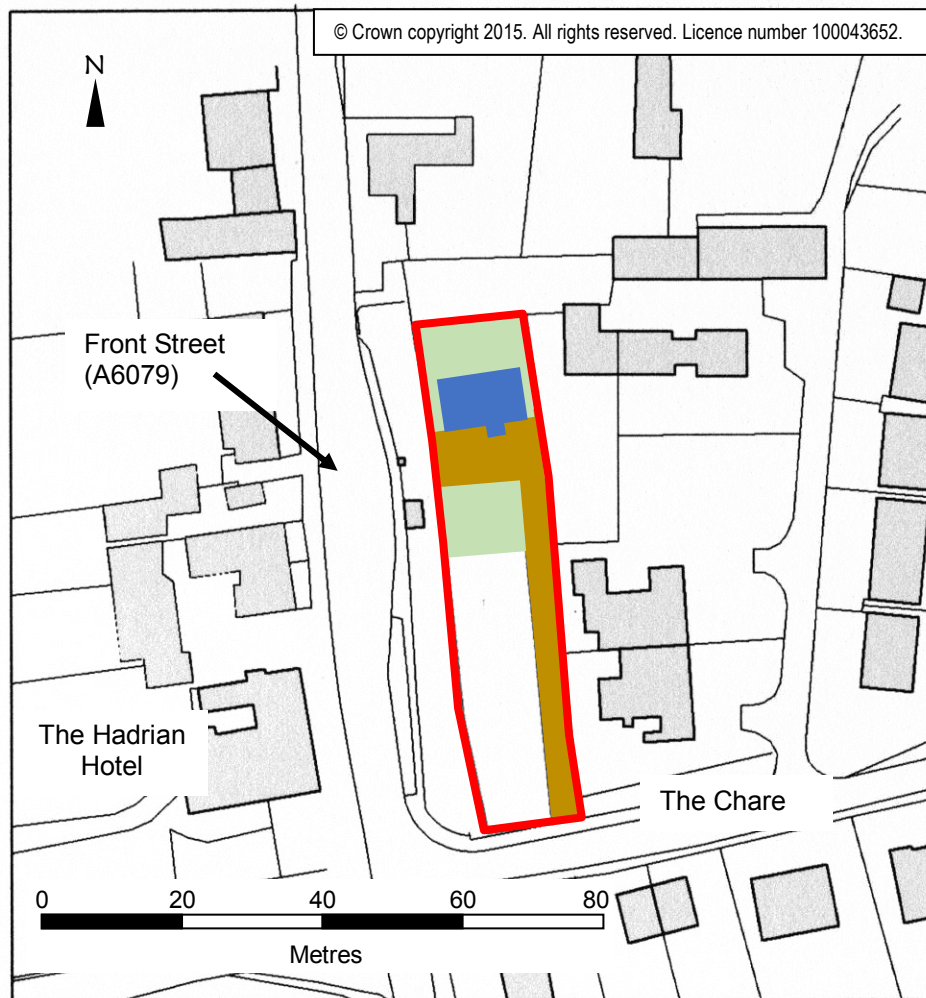 © Crown copyright 2015. All rights reserved. Licence number 100043652.
N
Front Street
(A6079)
The Hadrian
Hotel
The Chare
0 20 40 60 80
Metres